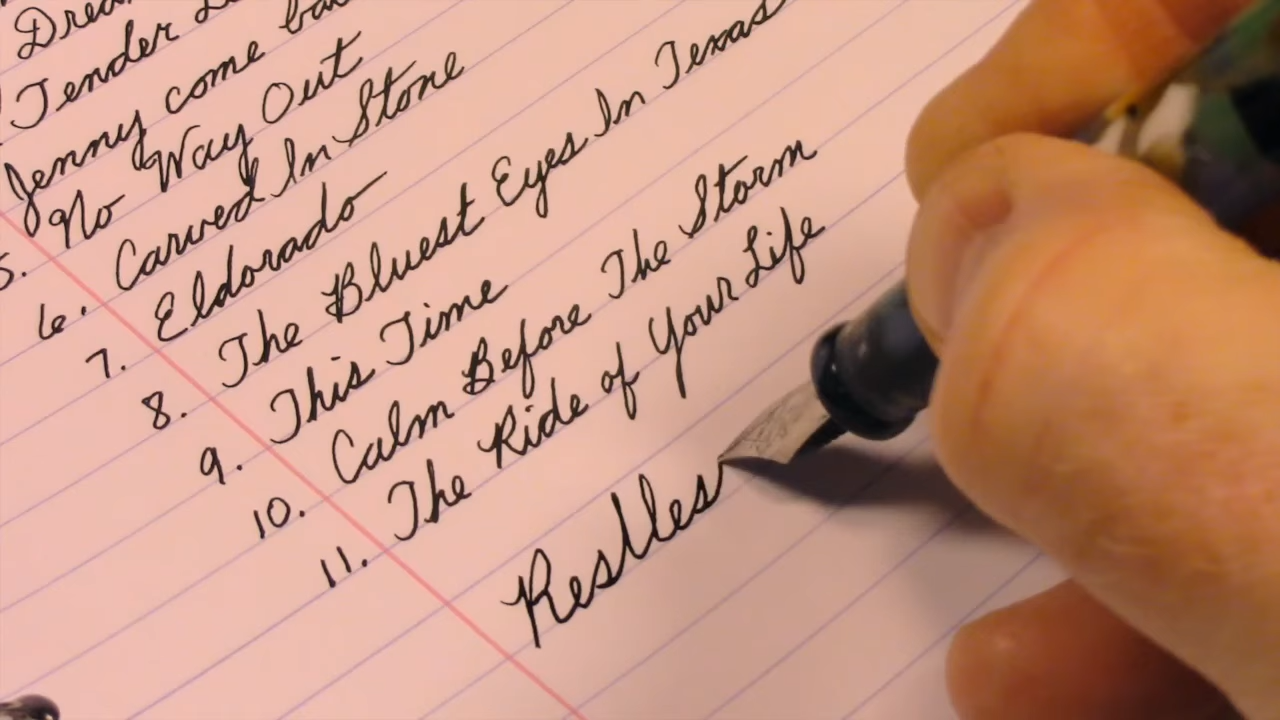 Tender
Jenny come
5. No Way Out
6. Carved In Stone
7. Eldorado
8. The Bluest Eyes In Texas
9. This Time
10. Calm Before The Storm
11. The Ride of Your Life
Restles